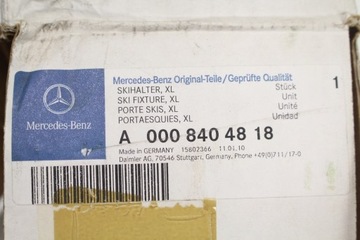 Mercedes-Benz
Mercedes-Benz Original-Teile/Geprüfte Qualität
SKIHALTER, XL Stück 1
SKI FIXTURE, XL Unit
PORTE SKIS, XL Unité
PORTAESQUIES, XL Unidad
A 000 840 48 18
Made in GERMANY 15802366 11.01.10
Daimler AG, 70546 Stuttgart, Germany, Phone +49(0)711/17-0